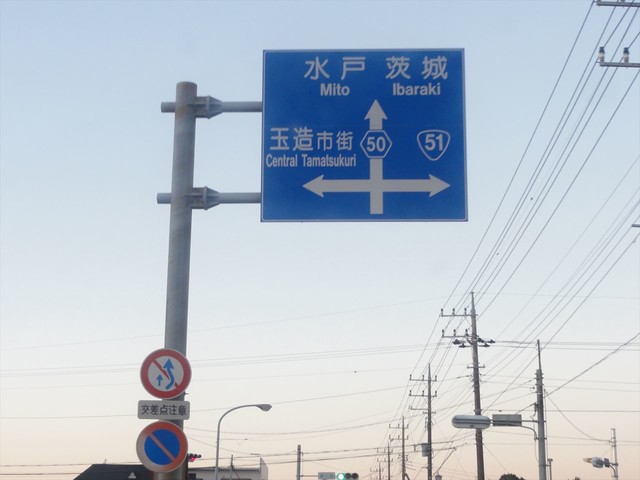 水戸 茨城
Mito Ibaraki
玉造市街 50 51
Central Tamatsukuri
交差点注意